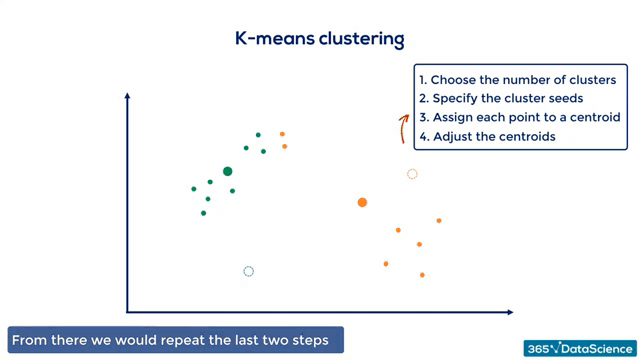 K-means clustering
1. Choose the number of clusters
2. Specify the cluster seeds
3. Assign each point to a centroid
4. Adjust the centroids
From there we would repeat the last two steps
365 DataScience